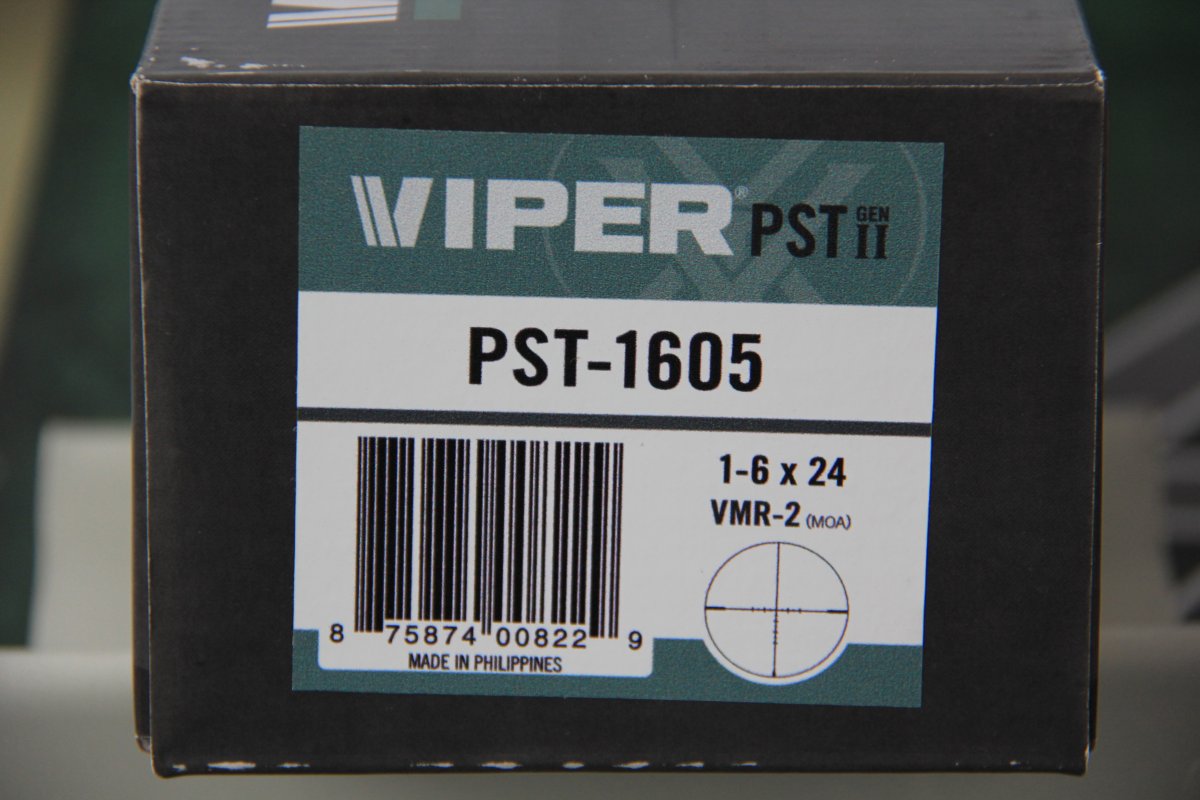 VIPER® PST GEN II
PST-1605
1-6 x 24
VMR-2 (MOA)
8 75874 00822 9
MADE IN PHILIPPINES